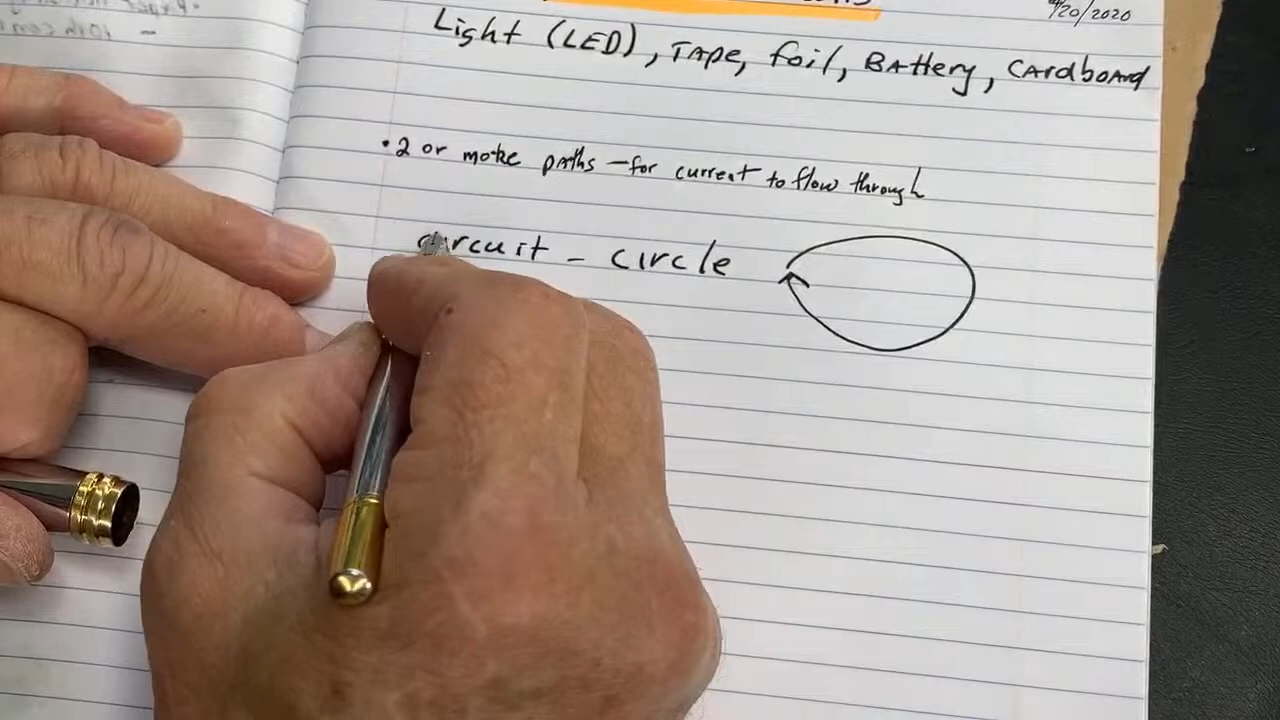 /20/2020
Light (LED), Tape, foil, Battery, Cardboard
• 2 or more paths – for current to flow through
circuit – circle